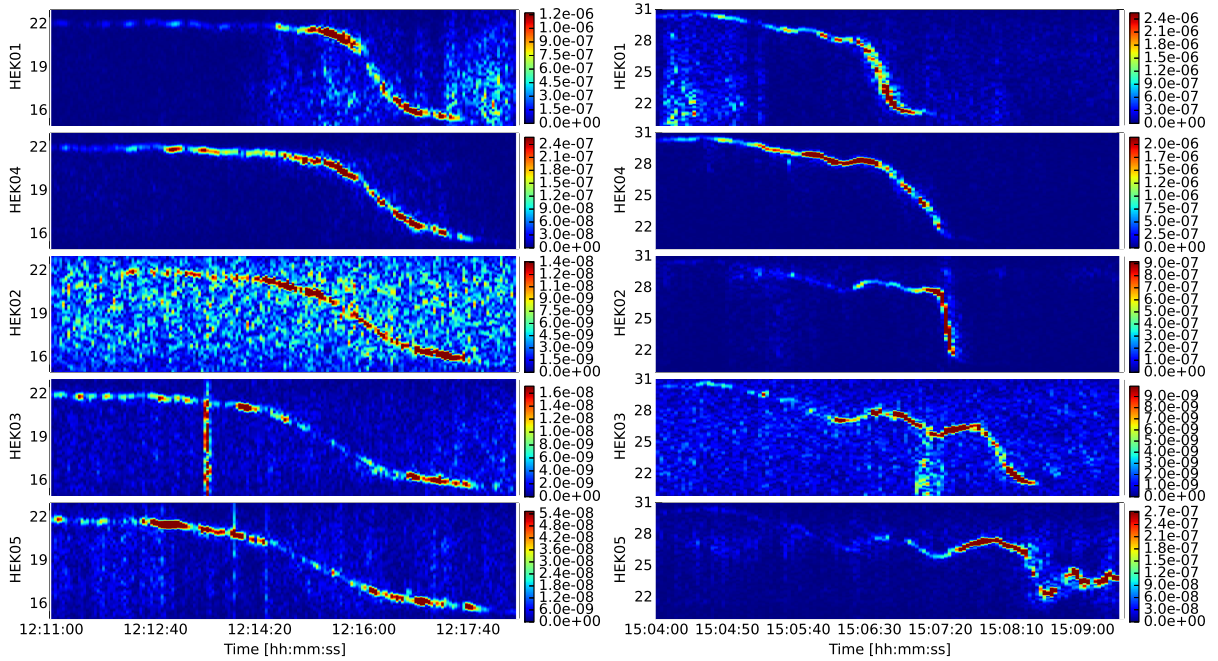 HEK01
22
19
16
1.2e-06
1.0e-06
9.0e-07
7.5e-07
6.0e-07
4.5e-07
3.0e-07
1.5e-07
0.0e+00
HEK01
31
28
25
22
2.4e-06
2.1e-06
1.8e-06
1.5e-06
1.2e-06
9.0e-07
6.0e-07
3.0e-07
0.0e+00
HEK04
22
19
16
2.4e-07
2.1e-07
1.8e-07
1.5e-07
1.2e-07
9.0e-08
6.0e-08
3.0e-08
0.0e+00
HEK04
31
28
25
22
2.0e-06
1.7e-06
1.5e-06
1.2e-06
1.0e-06
7.5e-07
5.0e-07
2.5e-07
0.0e+00
HEK02
22
19
16
1.4e-08
1.2e-08
1.0e-08
9.0e-09
7.5e-09
6.0e-09
4.5e-09
3.0e-09
1.5e-09
0.0e+00
HEK02
31
28
25
22
9.0e-07
8.0e-07
7.0e-07
6.0e-07
5.0e-07
4.0e-07
3.0e-07
2.0e-07
1.0e-07
0.0e+00
HEK03
22
19
16
1.6e-08
1.4e-08
1.2e-08
1.0e-08
8.0e-09
6.0e-09
4.0e-09
2.0e-09
0.0e+00
HEK03
31
28
25
22
9.0e-09
8.0e-09
7.0e-09
6.0e-09
5.0e-09
4.0e-09
3.0e-09
2.0e-09
1.0e-09
0.0e+00
HEK05
22
19
16
5.4e-08
4.8e-08
4.2e-08
3.6e-08
3.0e-08
2.4e-08
1.8e-08
1.2e-08
6.0e-09
0.0e+00
HEK05
31
28
25
22
2.7e-07
2.4e-07
2.1e-07
1.8e-07
1.5e-07
1.2e-07
9.0e-08
6.0e-08
3.0e-08
0.0e+00
12:11:00 12:12:40 12:14:20 12:16:00 12:17:40
Time [hh:mm:ss]
15:04:00 15:04:50 15:05:40 15:06:30 15:07:20 15:08:10 15:09:00
Time [hh:mm:ss]